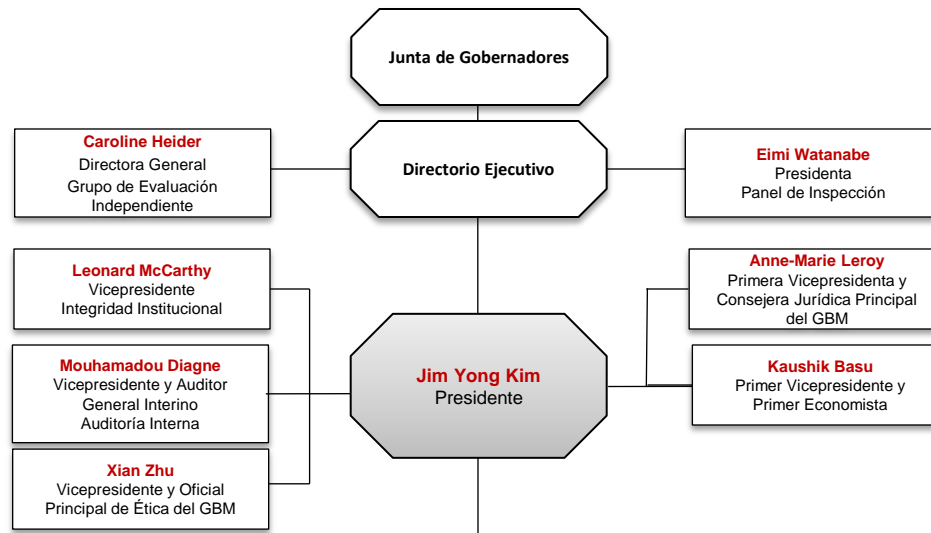 Junta de Gobernadores
Caroline Heider
Directora General
Grupo de Evaluación
Independiente
Directorio Ejecutivo
Eimi Watanabe
Presidenta
Panel de Inspección
Leonard McCarthy
Vicepresidente
Integridad Institucional
Anne-Marie Leroy
Primera Vicepresidenta y
Consejera Jurídica Principal
del GBM
Mouhamadou Diagne
Vicepresidente y Auditor
General Interino
Auditoría Interna
Jim Yong Kim
Presidente
Kaushik Basu
Primer Vicepresidente y
Primer Economista
Xian Zhu
Vicepresidente y Oficial
Principal de Ética del GBM